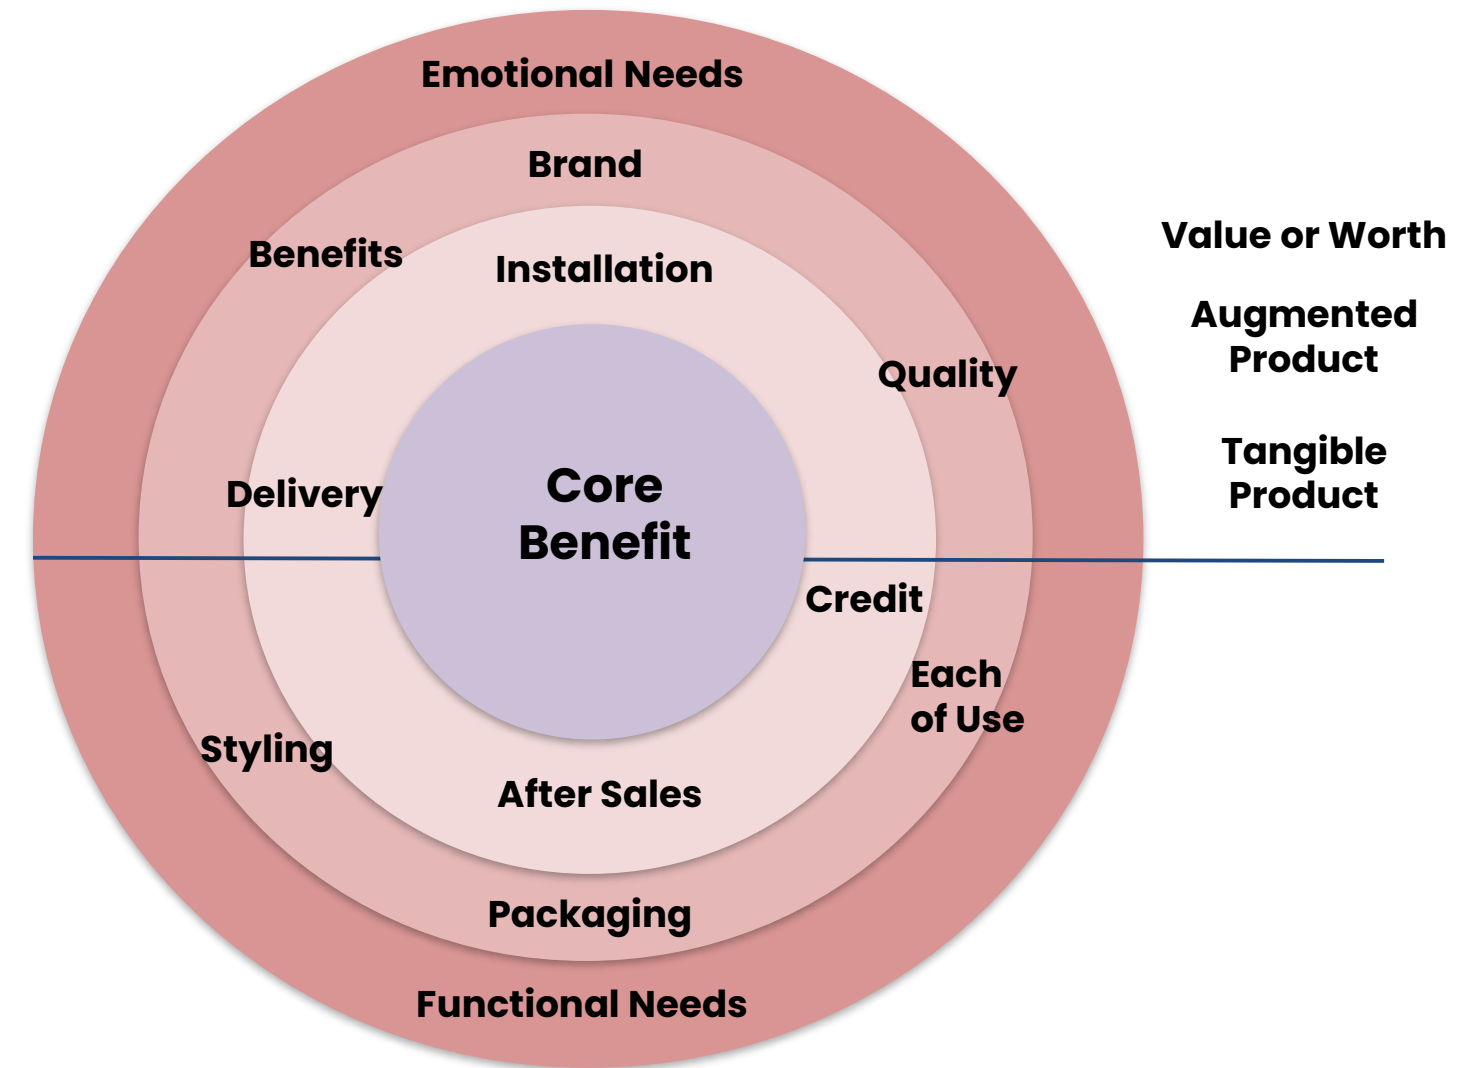 Emotional Needs
Brand
Benefits
Installation
Quality
Delivery
Core
Benefit
Credit
Each
of Use
Styling
After Sales
Packaging
Functional Needs
Value or Worth
Augmented
Product
Tangible
Product